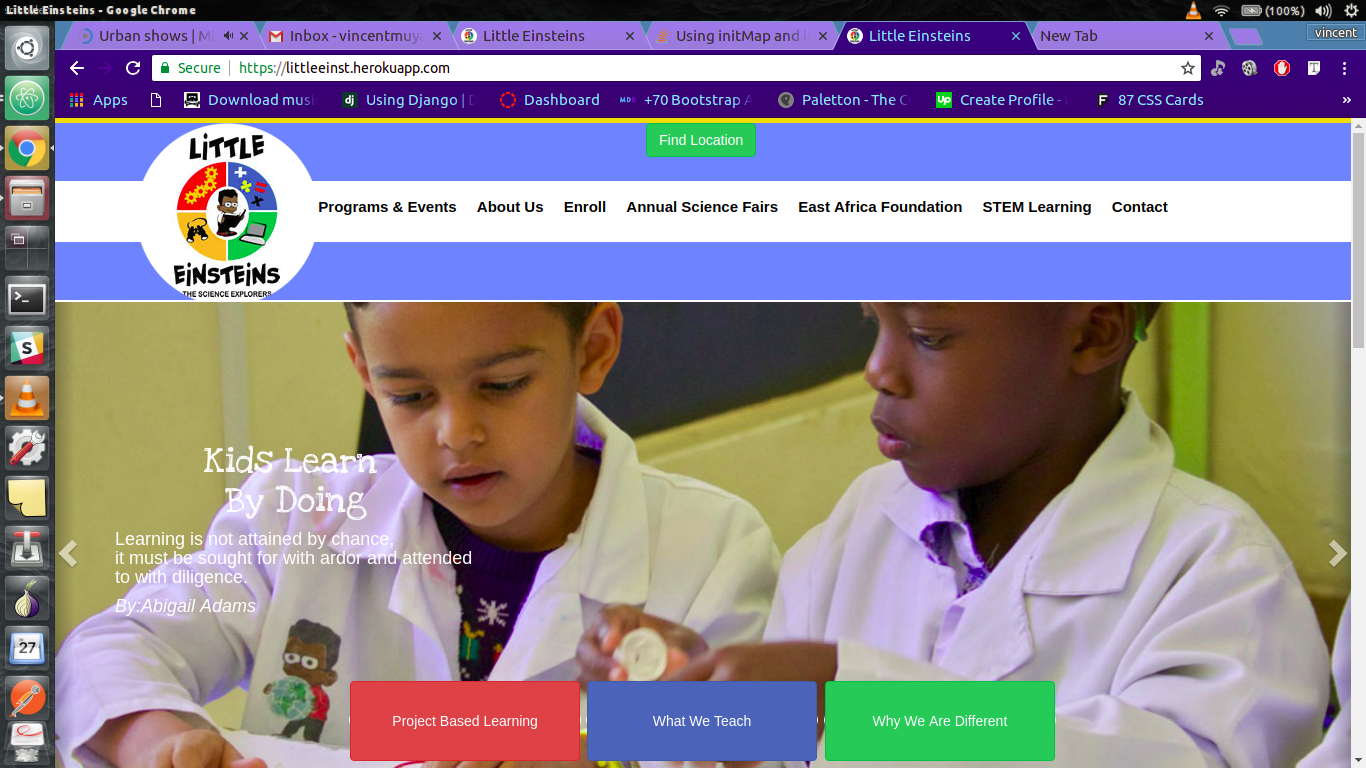 Little Einsteins - Google Chrome
(100%)
Urban shows | M
Inbox - vincentmuya
Little Einsteins
Using initMap and i
Little Einsteins
New Tab
vincent
Secure
https://littleeinst.herokuapp.com
Apps
Download musi
Using Django |
Dashboard
MDB
+70 Bootstrap A
Paletton - The C
Up
Create Profile -
F
87 CSS Cards
»
dj
T
Find Location
LiTTLE
EiNSTEiNS
THE SCIENCE EXPLORERS
Programs & Events
About Us
Enroll
Annual Science Fairs
East Africa Foundation
STEM Learning
Contact
Kids Learn
By Doing
Learning is not attained by chance,
it must be sought for with ardor and attended
to with diligence.
By:Abigail Adams
Project Based Learning
What We Teach
Why We Are Different
S
27